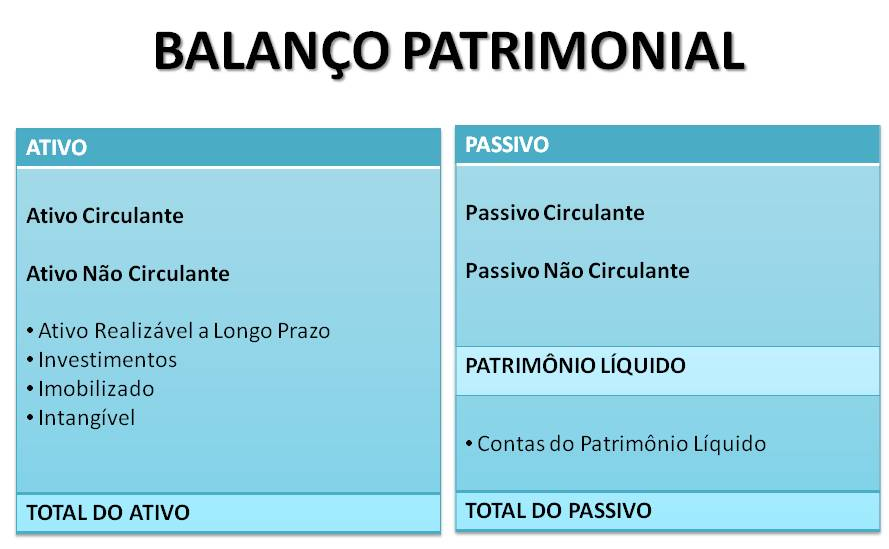 BALANÇO PATRIMONIAL
ATIVO
Ativo Circulante
Ativo Não Circulante
• Ativo Realizável a Longo Prazo
• Investimentos
• Imobilizado
• Intangível
TOTAL DO ATIVO
PASSIVO
Passivo Circulante
Passivo Não Circulante
PATRIMÔNIO LÍQUIDO
• Contas do Patrimônio Líquido
TOTAL DO PASSIVO